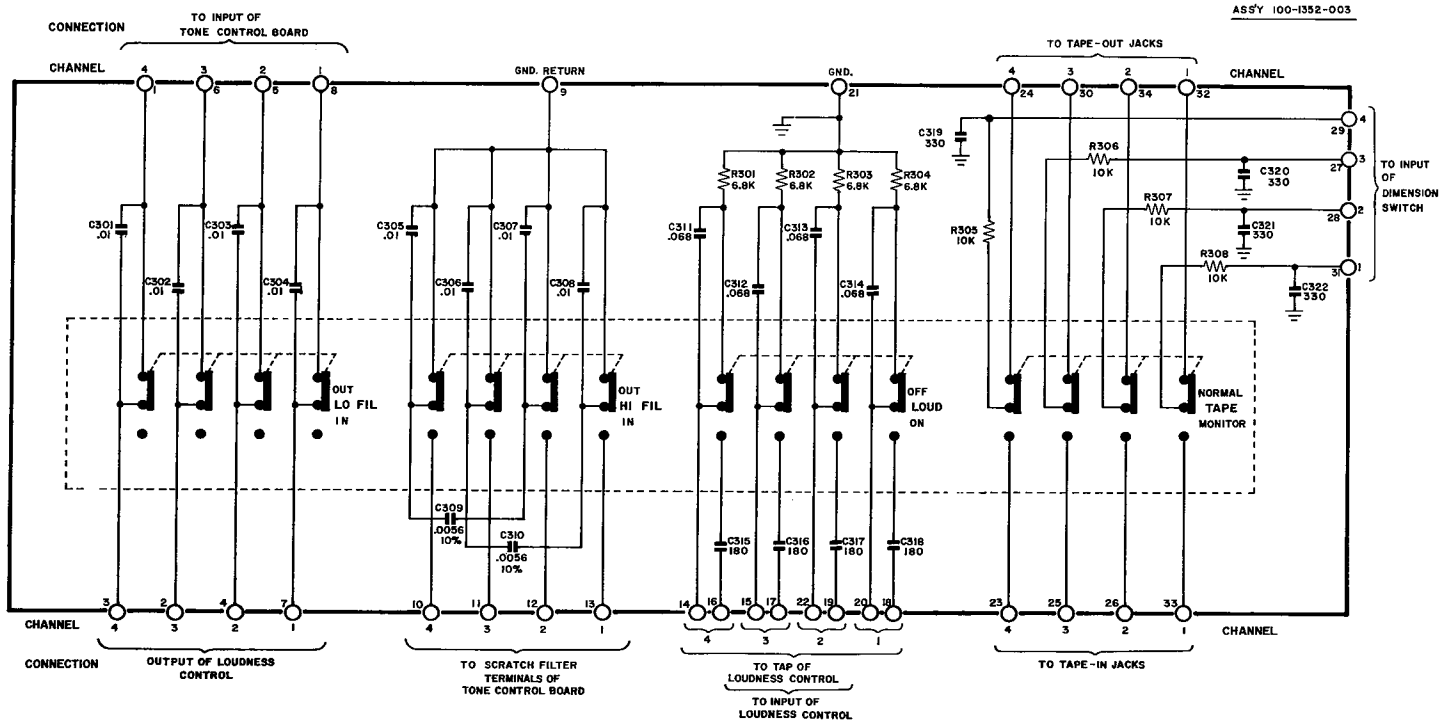 ASS'Y 100-1352-003
CONNECTION
TO INPUT OF
TONE CONTROL BOARD
TO TAPE-OUT JACKS
CHANNEL
4 3 2 1
GND. RETURN
GND.
4 3 2 1
CHANNEL
1 6 5 8 9 21 24 30 34 32
4
29
3
27
2
28
1
31
TO INPUT
OF
DIMENSION
SWITCH
C319
330
R306
10K
C320
330
R307
10K
C321
330
R305
10K
R308
10K
C322
330
R301
6.8K
R302
6.8K
R303
6.8K
R304
6.8K
C301
.01
C303
.01
C305
.01
C307
.01
C311
.068
C313
.068
C302
.01
C304
.01
C306
.01
C308
.01
C312
.068
C314
.068
OUT
LO FIL
IN
OUT
HI FIL
IN
OFF
LOUD
ON
NORMAL
TAPE
MONITOR
C309
.0056
10%
C310
.0056
10%
C315
180
C316
180
C317
180
C318
180
3 2 4 7 10 11 12 13 14 16 15 17 22 19 20 18 23 25 26 33
CHANNEL
4 3 2 1
4 3 2 1
4 3 2 1
4 3 2 1
CHANNEL
CONNECTION
OUTPUT OF LOUDNESS
CONTROL
TO SCRATCH FILTER
TERMINALS OF
TONE CONTROL BOARD
TO TAP OF
LOUDNESS CONTROL
TO INPUT OF
LOUDNESS CONTROL
TO TAPE-IN JACKS